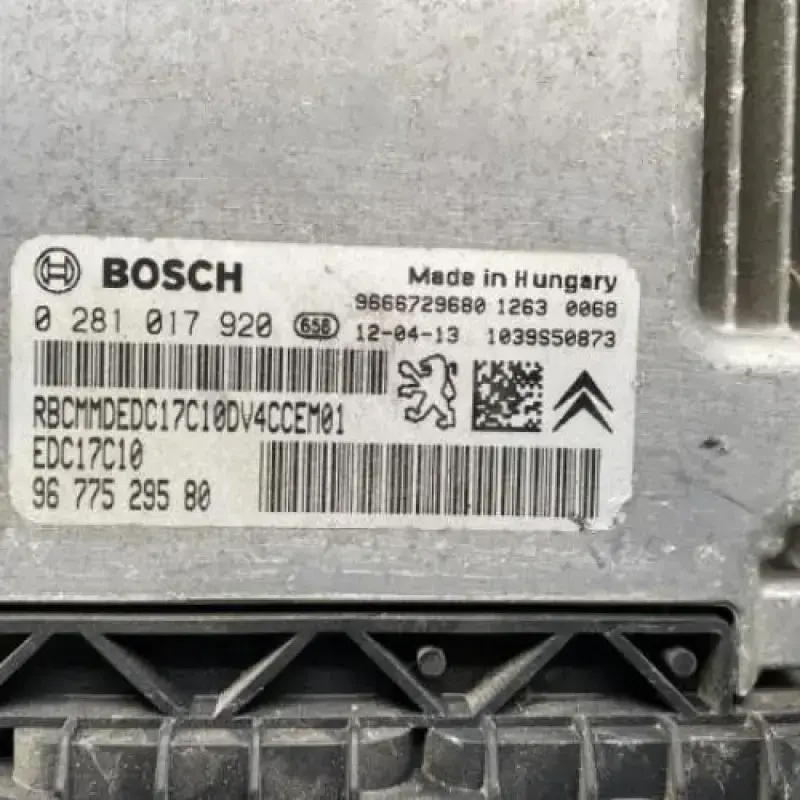 BOSCH
Made in Hungary
9666729680 1263 0068
0 281 017 920 658 12-04-13 1039S50873
RBCMMDEDC17C10DV4CCEM01
EDC17C10
96 775 295 80